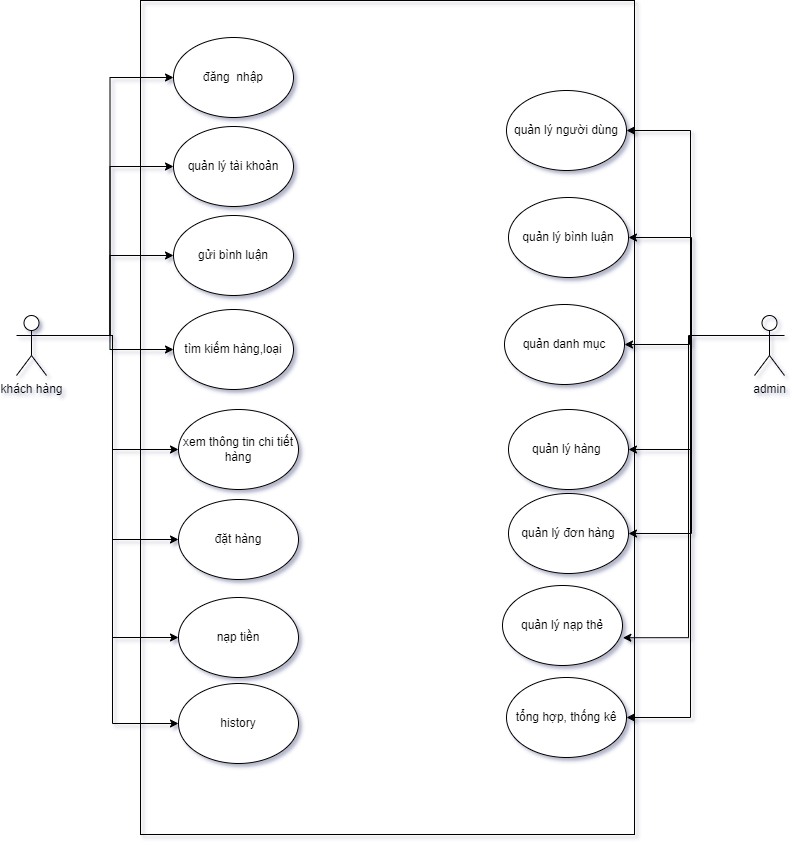 đăng nhập
quản lý tài khoản
gửi bình luận
tìm kiếm hàng,loại
khách hàng
xem thông tin chi tiết
hàng
đặt hàng
nạp tiền
history
quản lý người dùng
quản lý bình luận
quản danh mục
admin
quản lý hàng
quản lý đơn hàng
quản lý nạp thẻ
tổng hợp, thống kê